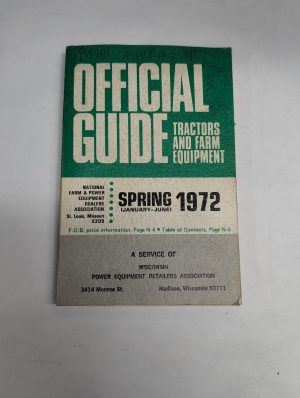 OFFICIAL
GUIDE
TRACTORS
AND FARM
EQUIPMENT
NATIONAL
FARM & POWER
EQUIPMENT
DEALERS
ASSOCIATION
St. Louis, Missouri
63139
SPRING 1972
(JANUARY-JUNE)
F.O.B. price information, Page N-4 • Table of Contents, Page N-5
A SERVICE OF
WISCONSIN
POWER EQUIPMENT RETAILERS ASSOCIATION
3414 Monroe St.
Madison, Wisconsin 53711